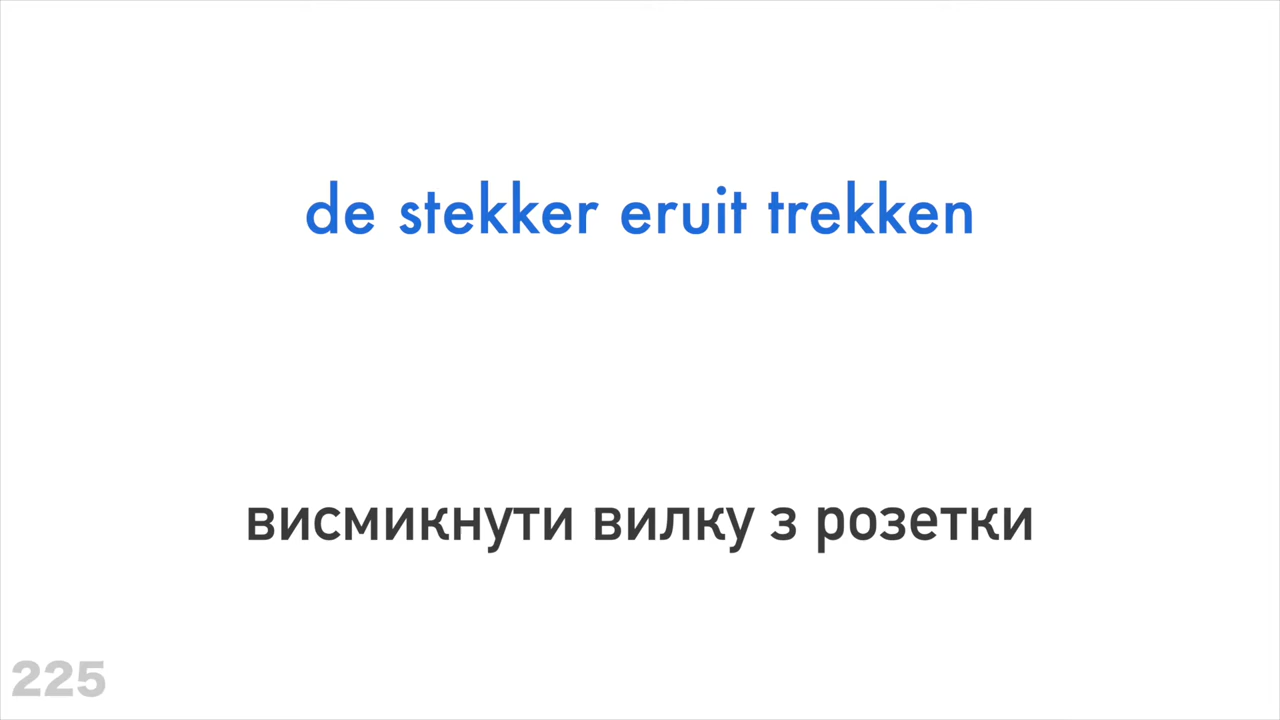 de stekker eruit trekken
висмикнути вилку з розетки
225